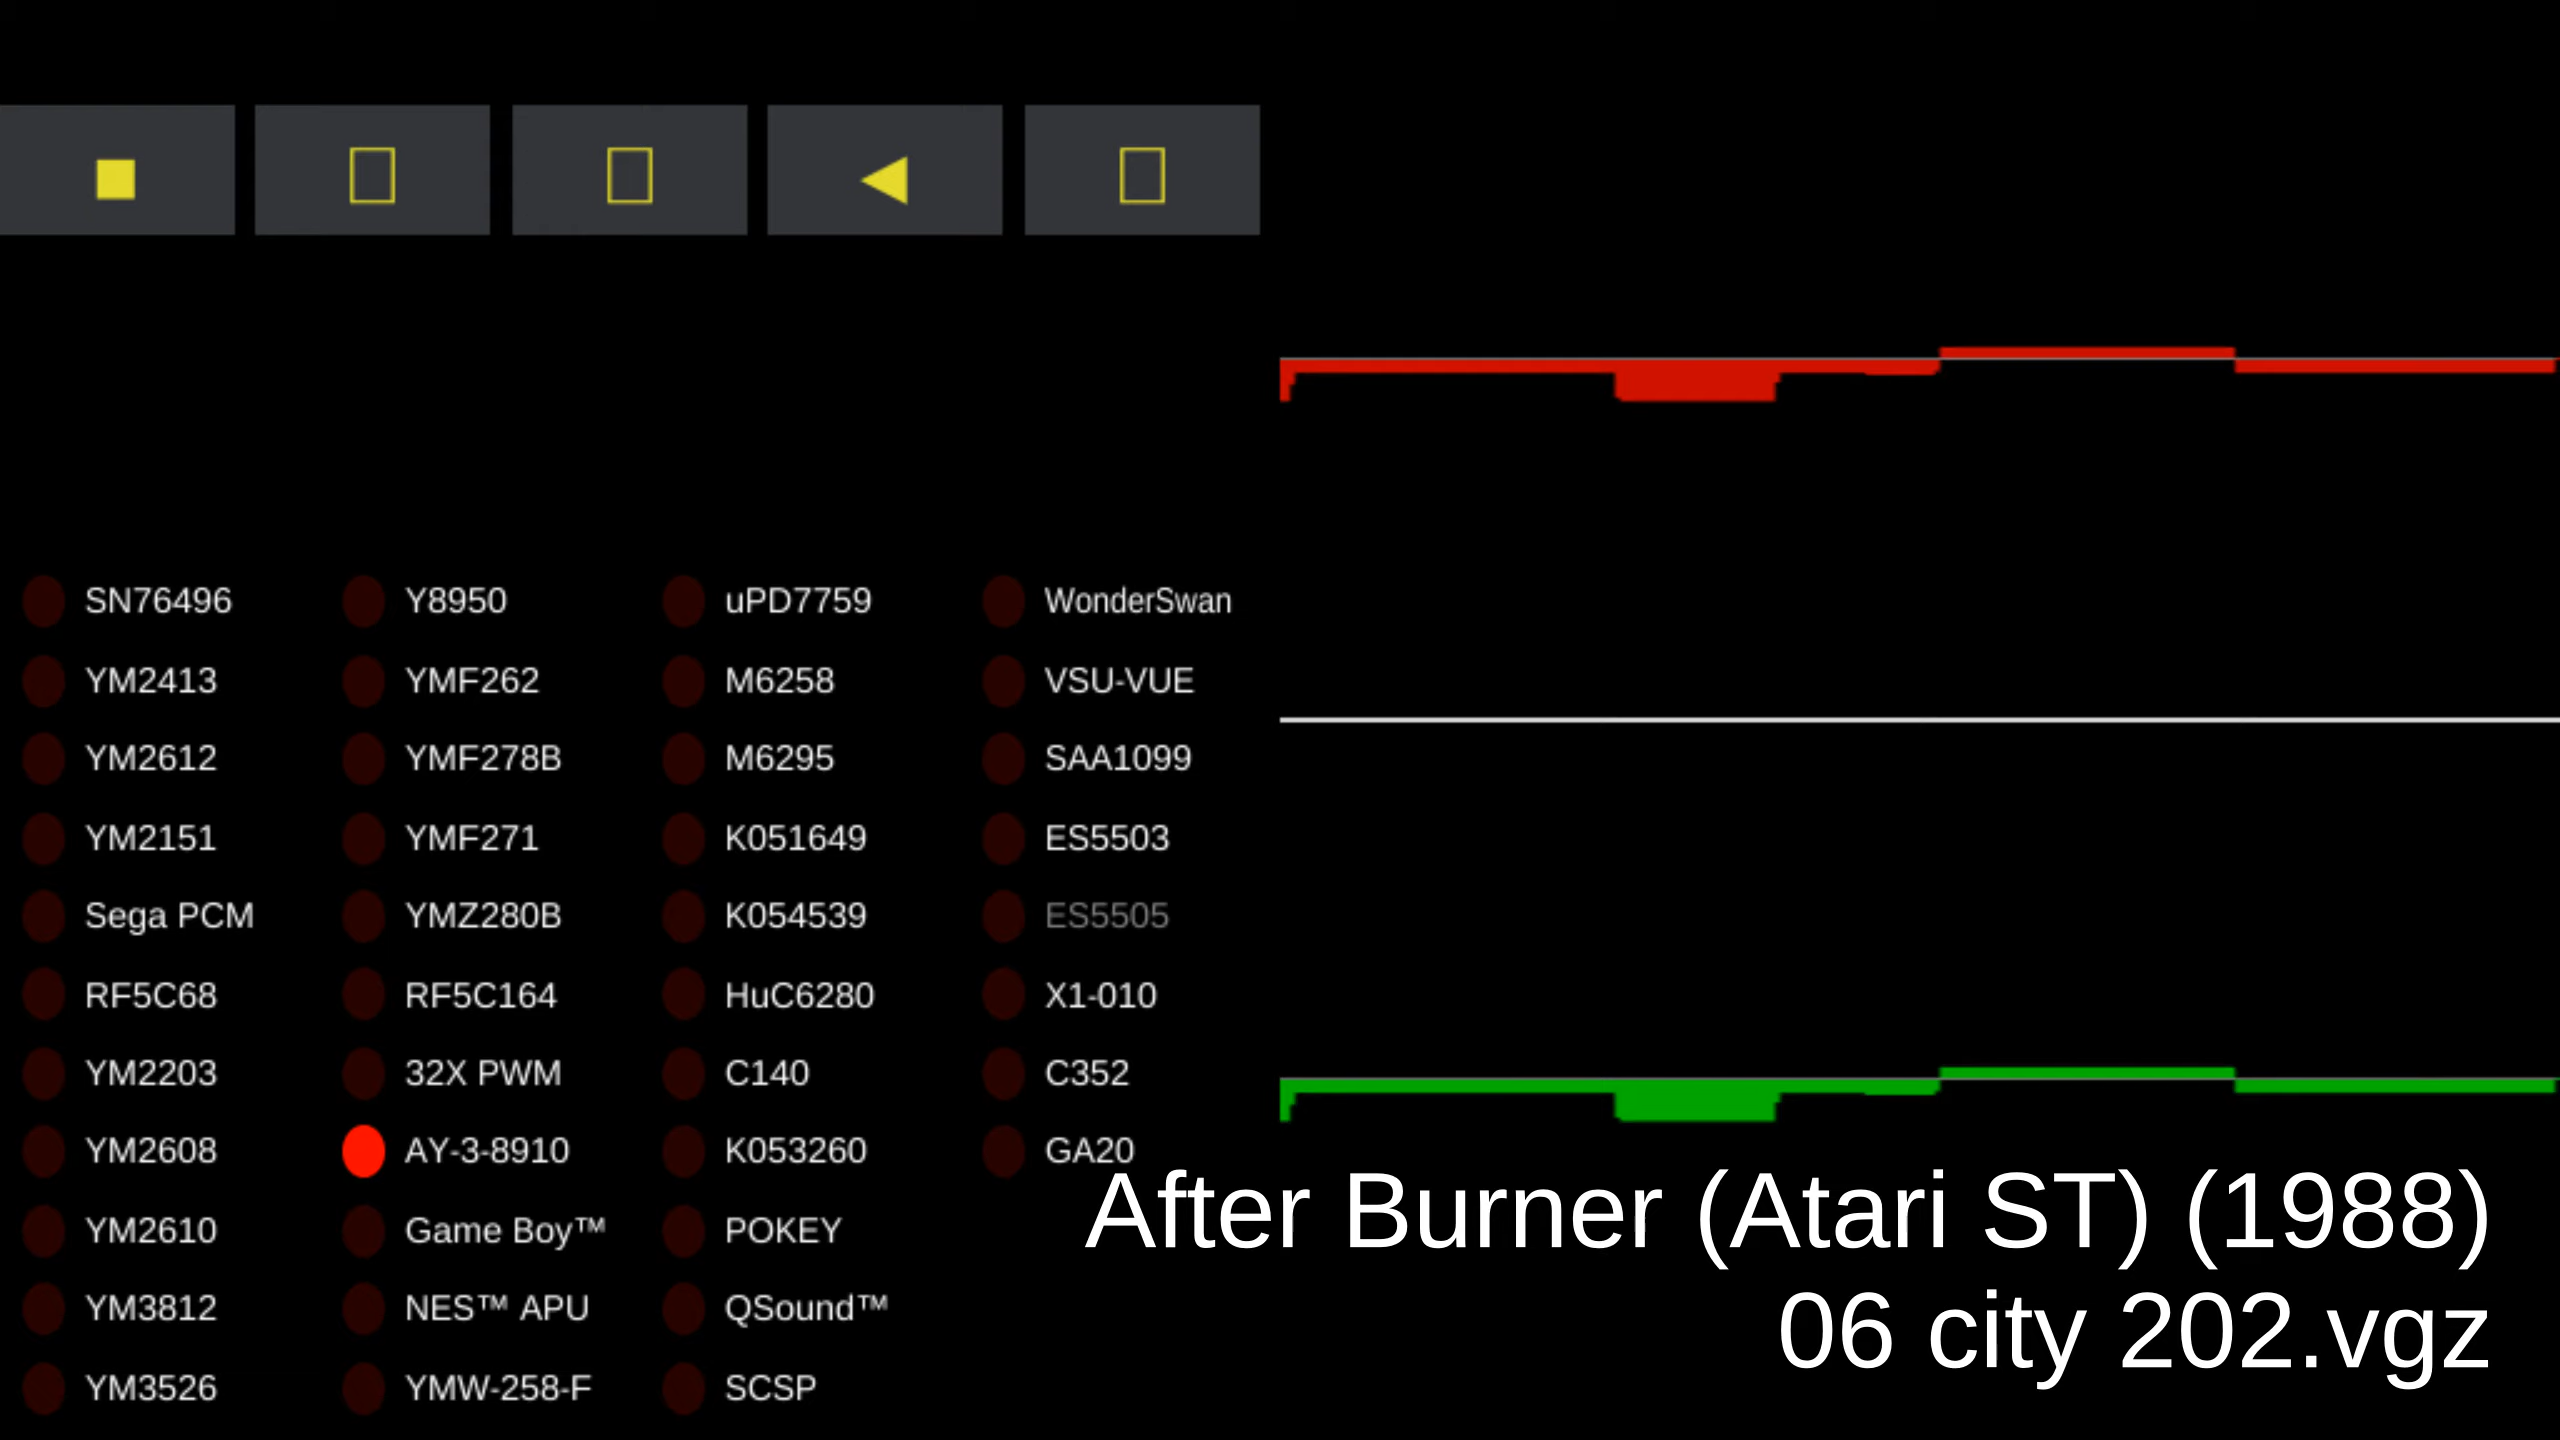 SN76496
YM2413
YM2612
YM2151
Sega PCM
RF5C68
YM2203
YM2608
YM2610
YM3812
YM3526
Y8950
YMF262
YMF278B
YMF271
YMZ280B
RF5C164
32X PWM
AY-3-8910
Game Boy™
NES™ APU
YMW-258-F
uPD7759
M6258
M6295
K051649
K054539
HuC6280
C140
K053260
POKEY
QSound™
SCSP
WonderSwan
VSU-VUE
SAA1099
ES5503
ES5505
X1-010
C352
GA20
After Burner (Atari ST) (1988)
06 city 202.vgz